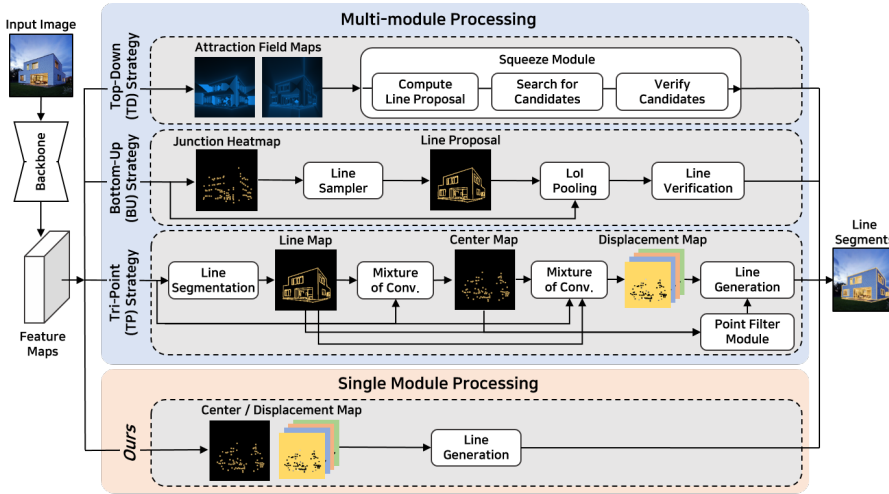 Input Image
Backbone
Feature
Maps
Multi-module Processing
Top-Down
(TD) Strategy
Attraction Field Maps
Squeeze Module
Compute
Line Proposal
Search for
Candidates
Verify
Candidates
Bottom-Up
(BU) Strategy
Junction Heatmap
Line
Sampler
Line Proposal
LoI
Pooling
Line
Verification
Tri-Point
(TP) Strategy
Line
Segmentation
Line Map
Mixture
of Conv.
Center Map
Mixture
of Conv.
Displacement Map
Line
Generation
Point Filter
Module
Line
Segments
Single Module Processing
Ours
Center / Displacement Map
Line
Generation